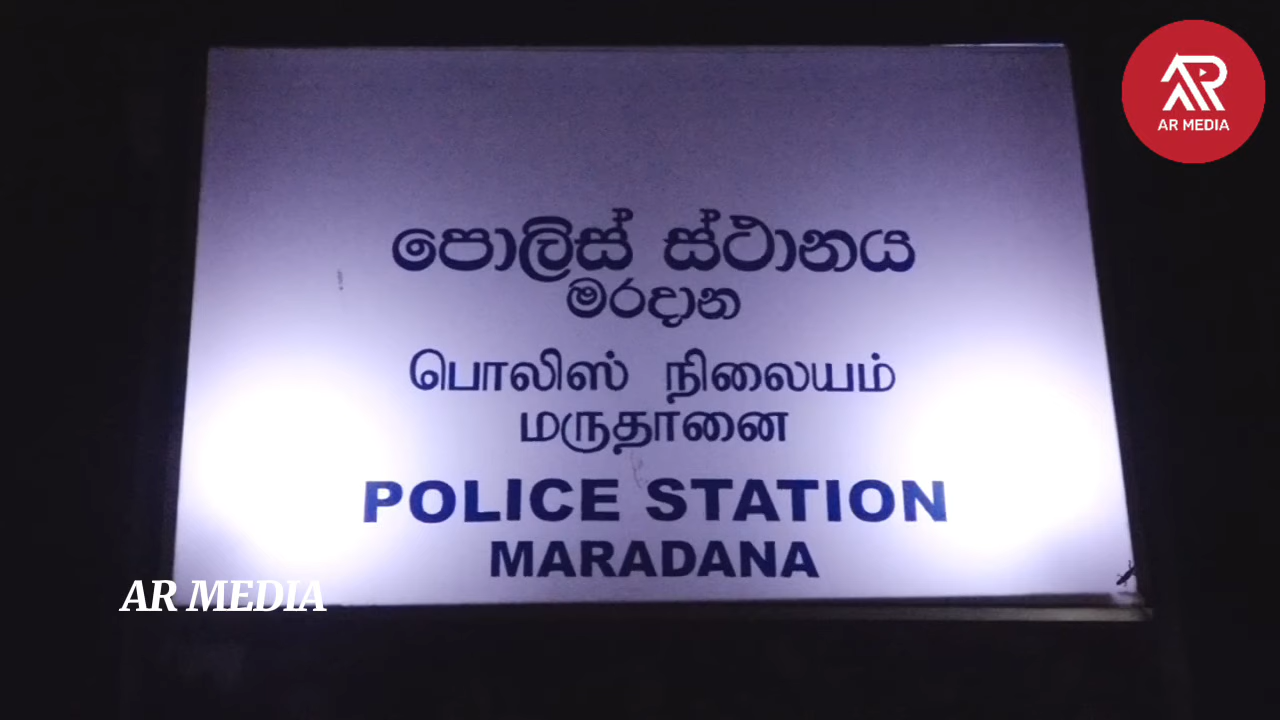 AR MEDIA
පොලිස් ස්ථානය
මරදාන
பொலிஸ் நிலையம்
மருதானை
POLICE STATION
MARADANA
AR MEDIA